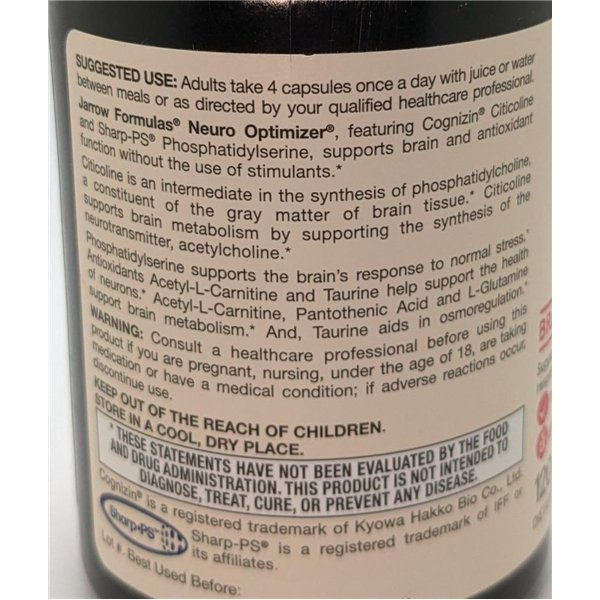 SUGGESTED USE: Adults take 4 capsules once a day with juice or water
between meals or as directed by your qualified healthcare professional.
Jarrow Formulas® Neuro Optimizer®, featuring Cognizin® Citicoline
and Sharp-PS® Phosphatidylserine, supports brain and antioxidant
function without the use of stimulants.*
Citicoline is an intermediate in the synthesis of phosphatidylcholine,
a constituent of the gray matter of brain tissue.* Citicoline
supports brain metabolism by supporting the synthesis of the
neurotransmitter, acetylcholine.*
Phosphatidylserine supports the brain's response to normal stress.*
Antioxidants Acetyl-L-Carnitine and Taurine help support the health
of neurons.* Acetyl-L-Carnitine, Pantothenic Acid and L-Glutamine
support brain metabolism.* And, Taurine aids in osmoregulation.*
WARNING: Consult a healthcare professional before using this
product if you are pregnant, nursing, under the age of 18, are taking
medication or have a medical condition; if adverse reactions occur,
discontinue use.
KEEP OUT OF THE REACH OF CHILDREN.
STORE IN A COOL, DRY PLACE.
*THESE STATEMENTS HAVE NOT BEEN EVALUATED BY THE FOOD
AND DRUG ADMINISTRATION. THIS PRODUCT IS NOT INTENDED TO
DIAGNOSE, TREAT, CURE, OR PREVENT ANY DISEASE.
Cognizin® is a registered trademark of Kyowa Hakko Bio Co., Ltd.
Sharp•PS®
Sharp-PS® is a registered trademark of IFF or
its affiliates.
Lot #, Best Used Before: